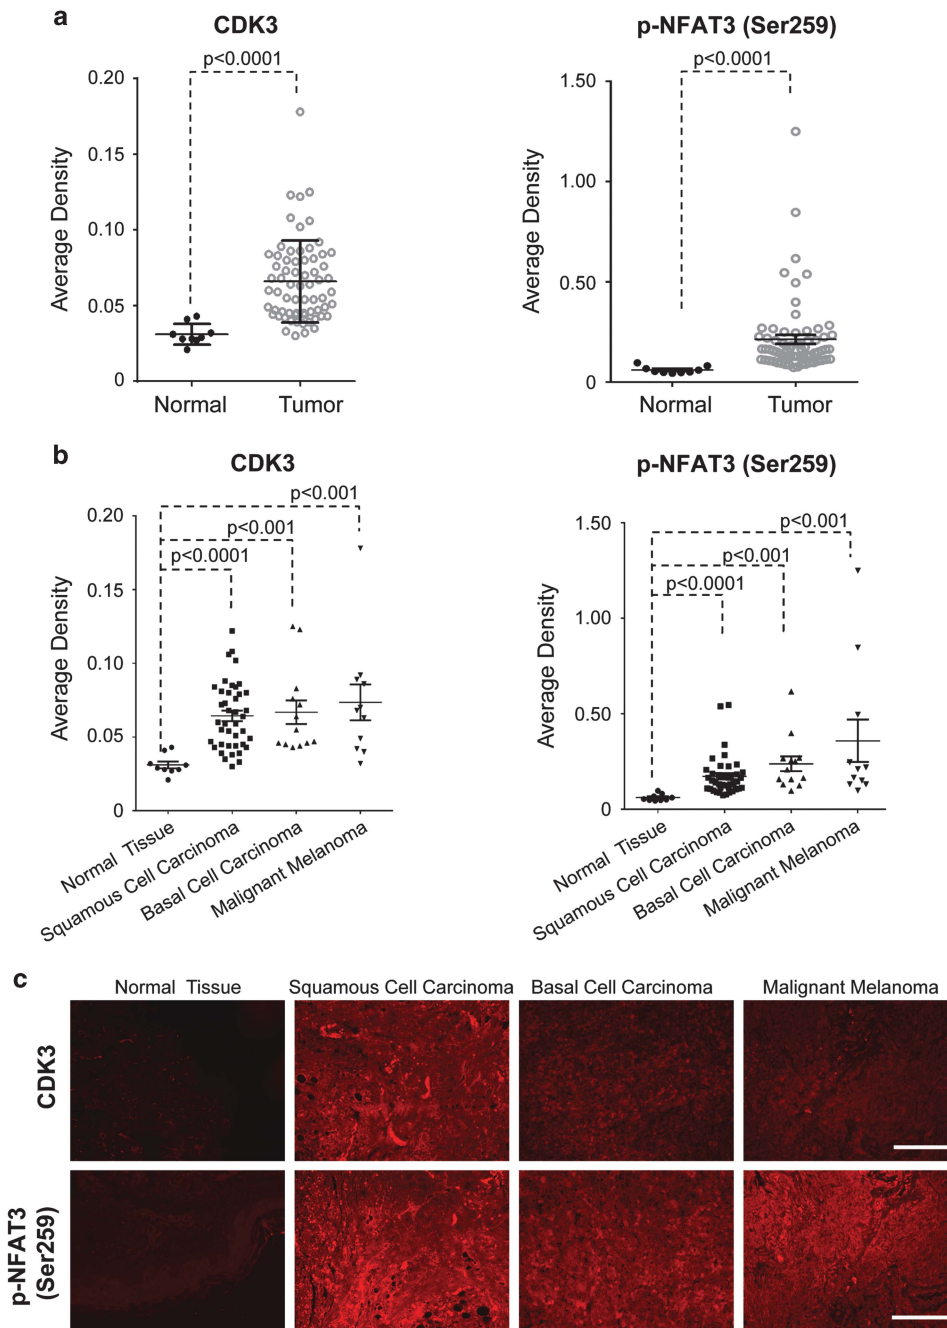 a
CDK3
p<0.0001
0.20
0.15
0.10
0.05
0
Average Density
Normal Tumor
p-NFAT3 (Ser259)
p<0.0001
1.50
1.00
0.50
0
Average Density
Normal Tumor
b
CDK3
p<0.001
p<0.001
p<0.0001
0.20
0.15
0.10
0.05
0
Average Density
Normal Tissue
Squamous Cell Carcinoma
Basal Cell Carcinoma
Malignant Melanoma
p-NFAT3 (Ser259)
p<0.001
p<0.001
p<0.0001
1.50
1.00
0.50
0
Average Density
Normal Tissue
Squamous Cell Carcinoma
Basal Cell Carcinoma
Malignant Melanoma
c
Normal Tissue Squamous Cell Carcinoma Basal Cell Carcinoma Malignant Melanoma
CDK3
p-NFAT3
(Ser259)